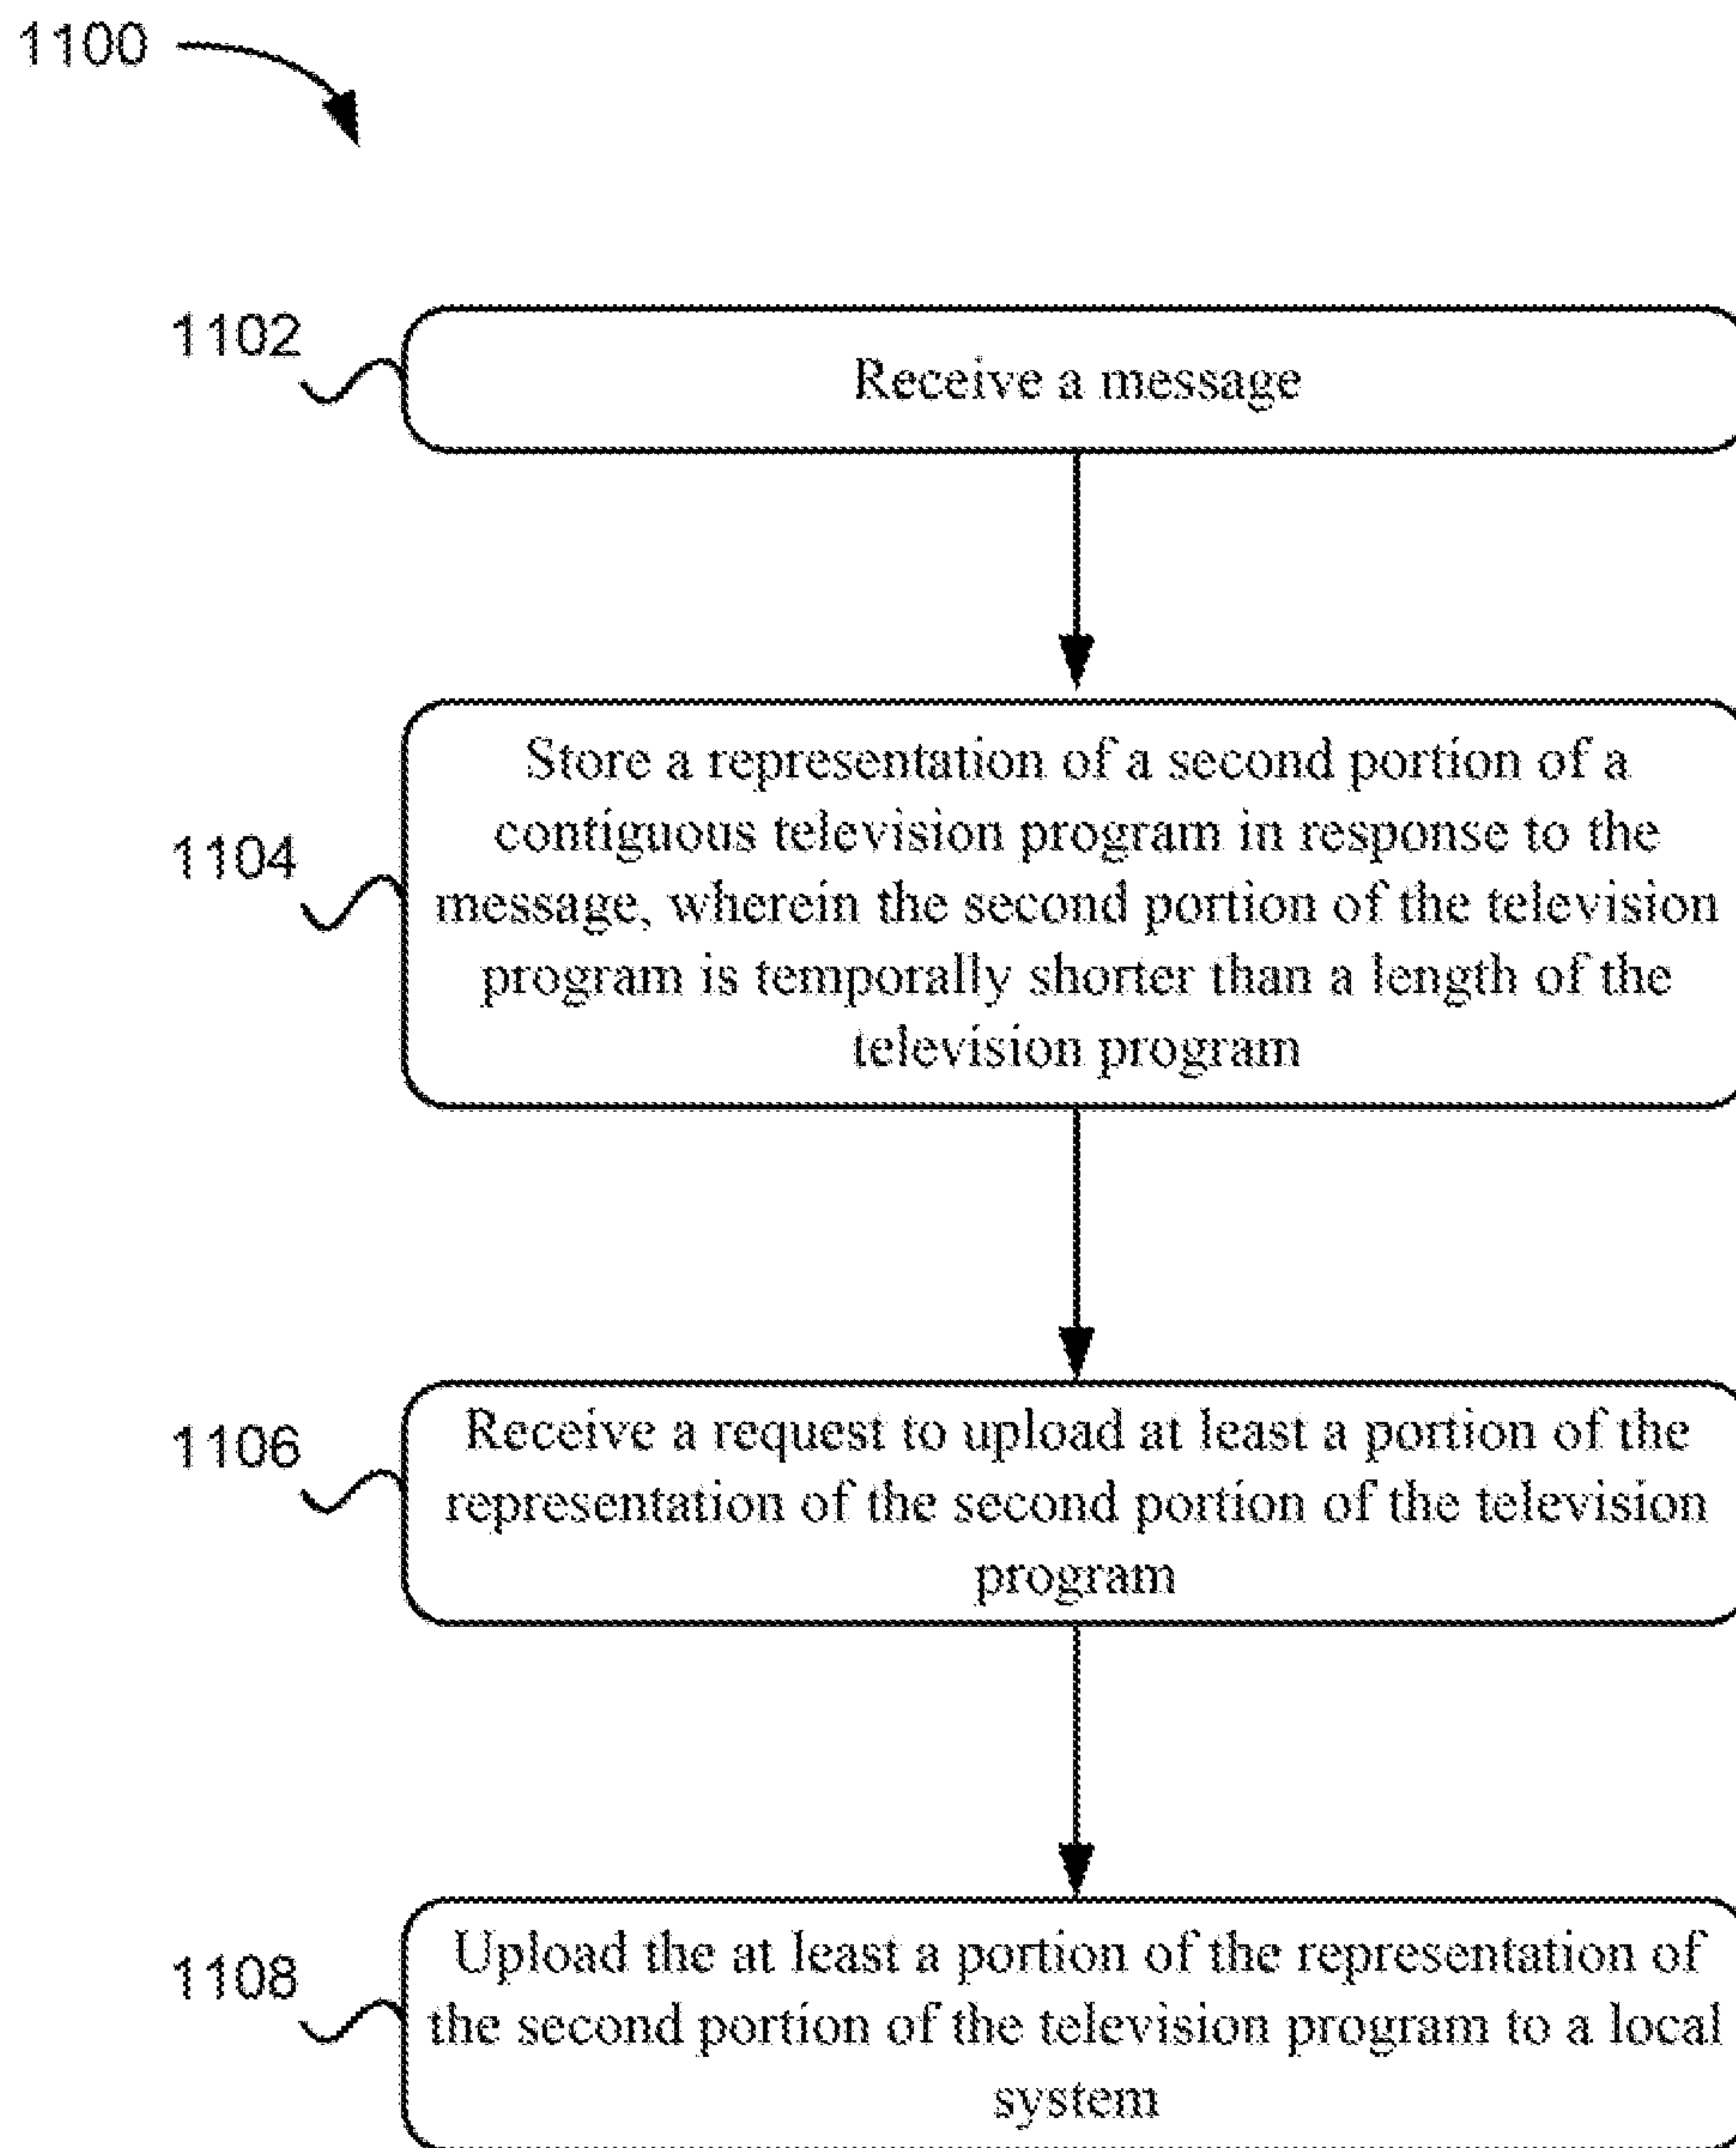 1100
1102
Receive a message
1104
Store a representation of a second portion of a
contiguous television program in response to the
message, wherein the second portion of the television
program is temporally shorter than a length of the
television program
1106
Receive a request to upload at least a portion of the
representation of the second portion of the television
program
1108
Upload the at least a portion of the representation of
the second portion of the television program to a local
system